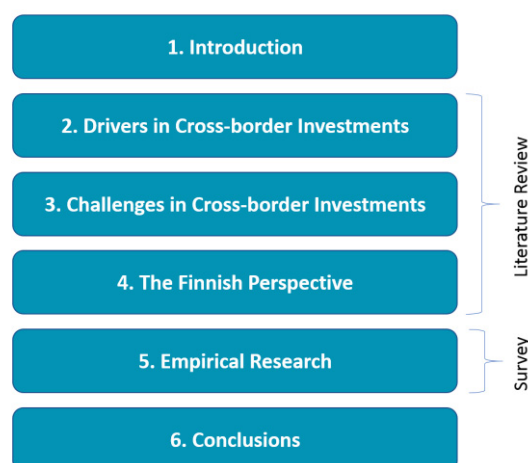 1. Introduction
2. Drivers in Cross-border Investments
3. Challenges in Cross-border Investments
4. The Finnish Perspective
Literature Review
5. Empirical Research
Survey
6. Conclusions